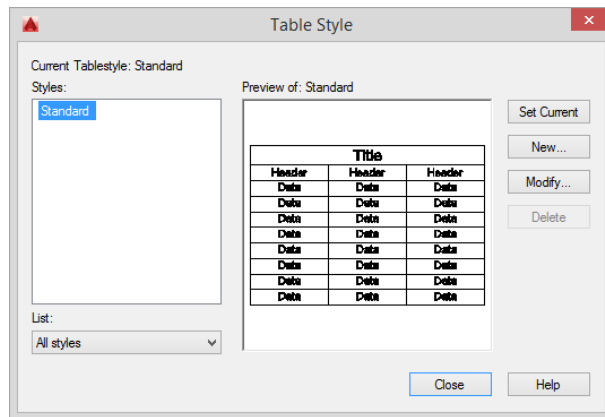 Table Style
Current Tablestyle: Standard
Styles:
Standard
Preview of: Standard
Title
Header Header Header
Data Data Data
Data Data Data
Data Data Data
Data Data Data
Data Data Data
Data Data Data
Data Data Data
Data Data Data
Set Current
New...
Modify...
Delete
List:
All styles
Close
Help